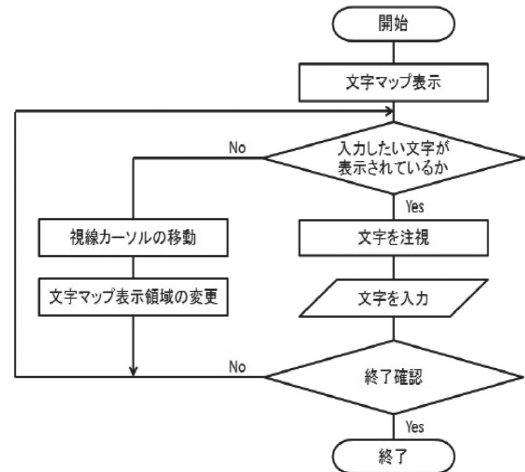 開始
文字マップ表示
入力したい文字が
表示されているか
No
Yes
視線カーソルの移動
文字を注視
文字マップ表示領域の変更
文字を入力
No
終了確認
Yes
終了